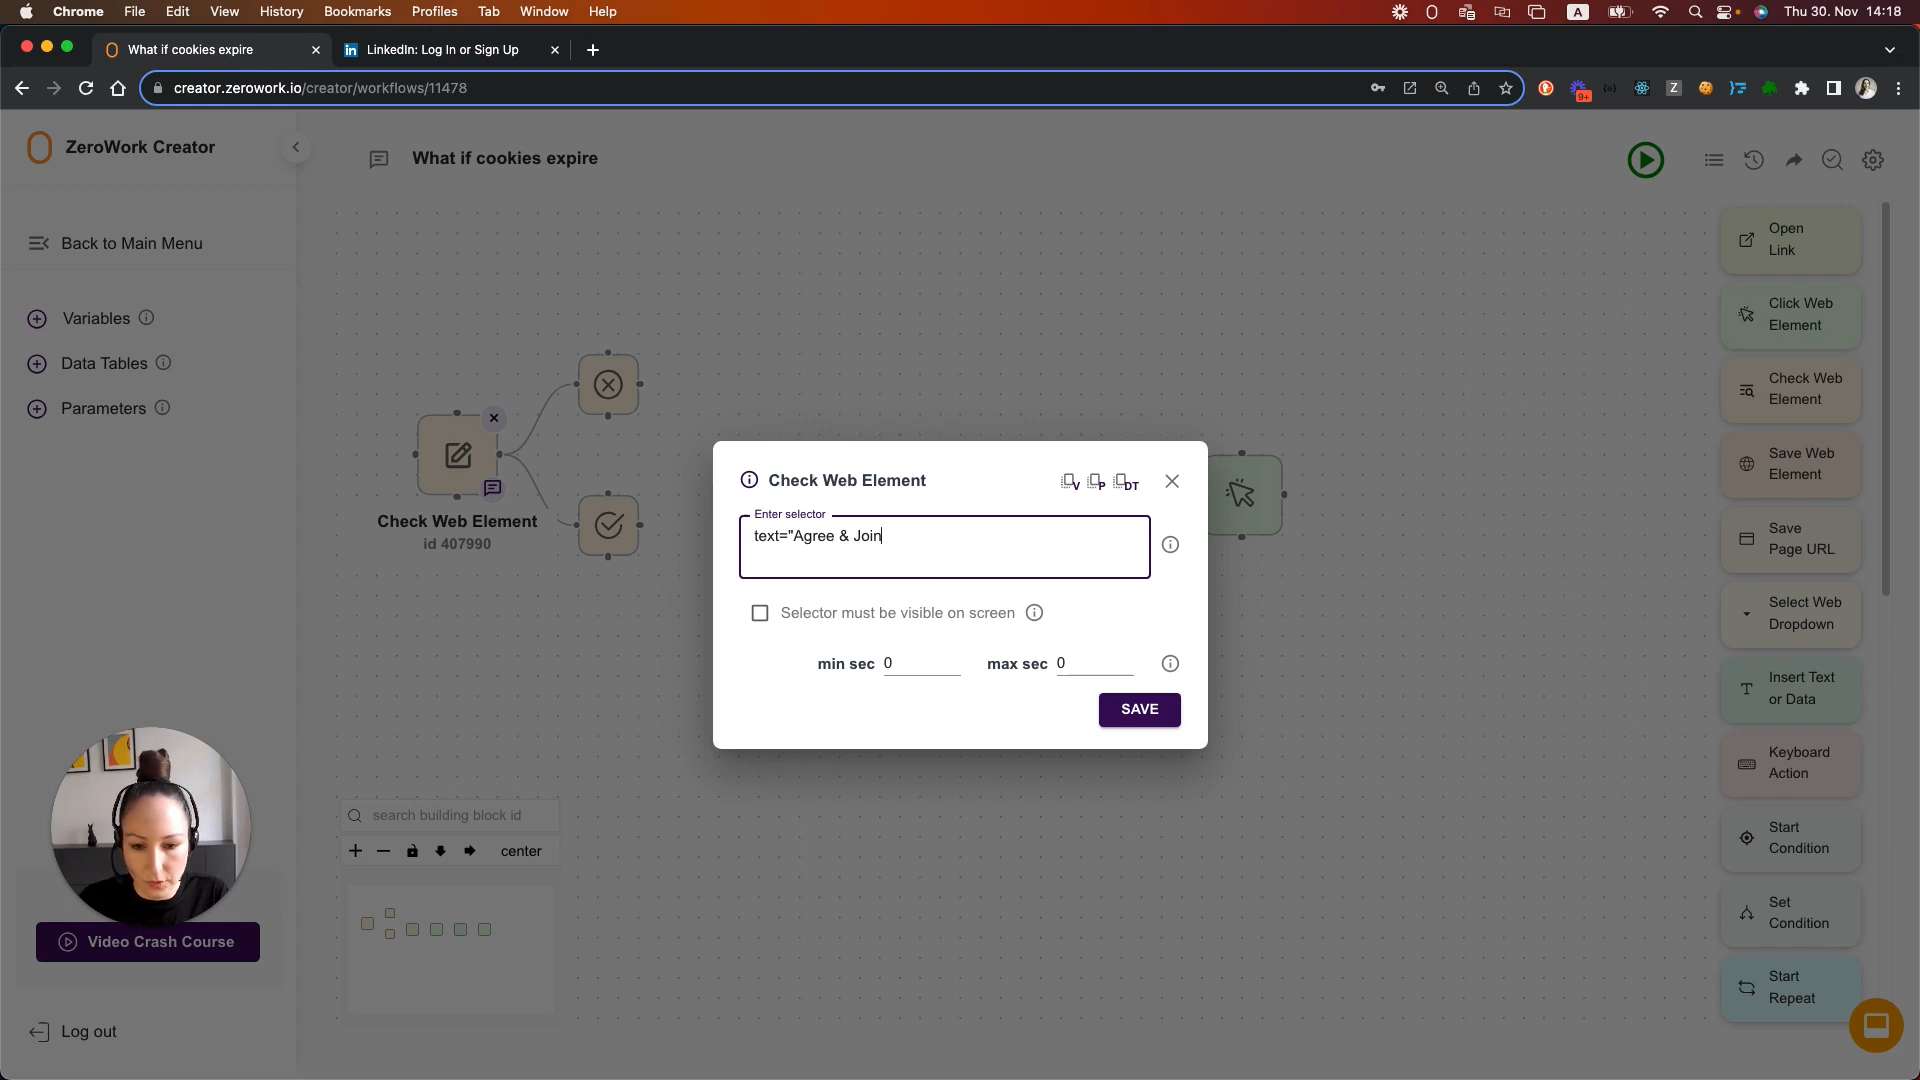 Chrome
File
Edit
View
History
Bookmarks
Profiles
Tab
Window
Help
A
Thu 30. Nov 14:18
What if cookies expire
in
LinkedIn: Log In or Sign Up
creator.zerowork.io/creator/workflows/11478
9+
Z
ZeroWork Creator
What if cookies expire
Back to Main Menu
Variables
Data Tables
Parameters
Check Web Element
id 407990
Check Web Element
V
P
DT
Enter selector
text="Agree & Join
Selector must be visible on screen
min sec 0
max sec 0
SAVE
Open
Link
Click Web
Element
Check Web
Element
Save Web
Element
Save
Page URL
Select Web
Dropdown
Insert Text
or Data
Keyboard
Action
Start
Condition
Set
Condition
Start
Repeat
search building block id
center
Video Crash Course
Log out